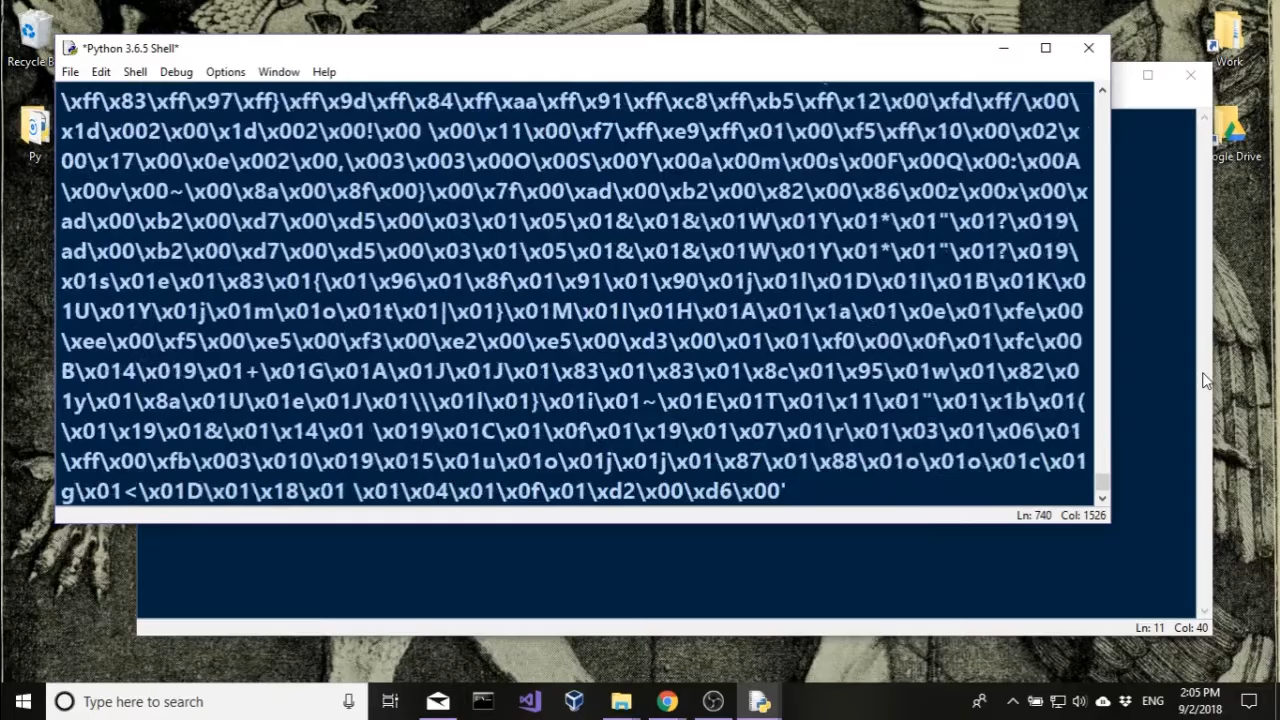 Recycle B
Work
Py
ogle Drive
*Python 3.6.5 Shell*
File Edit Shell Debug Options Window Help
\xff\x83\xff\x97\xff}\xff\x9d\xff\x84\xff\xaa\xff\x91\xff\xc8\xff\xb5\xff\x12\x00\xfd\xff/\x00\
x1d\x002\x00\x1d\x002\x00!\x00 \x00\x11\x00\xf7\xff\xe9\xff\x01\x00\xf5\xff\x10\x00\x02\x
00\x17\x00\x0e\x002\x00,\x003\x003\x00O\x00S\x00Y\x00a\x00m\x00s\x00F\x00Q\x00:\x00A
\x00v\x00~\x00\x8a\x00\x8f\x00}\x00\x7f\x00\xad\x00\xb2\x00\x82\x00\x86\x00z\x00x\x00\x
ad\x00\xb2\x00\xd7\x00\xd5\x00\x03\x01\x05\x01&\x01&\x01W\x01Y\x01*\x01"\x01?\x019\
ad\x00\xb2\x00\xd7\x00\xd5\x00\x03\x01\x05\x01&\x01&\x01W\x01Y\x01*\x01"\x01?\x019\
x01s\x01e\x01\x83\x01{\x01\x96\x01\x8f\x01\x91\x01\x90\x01j\x01l\x01D\x01I\x01B\x01K\x0
1U\x01Y\x01j\x01m\x01o\x01t\x01|\x01}\x01M\x01I\x01H\x01A\x01\x1a\x01\x0e\x01\xfe\x00
\xee\x00\xf5\x00\xe5\x00\xf3\x00\xe2\x00\xe5\x00\xd3\x00\x01\x01\xf0\x00\x0f\x01\xfc\x00
B\x014\x019\x01+\x01G\x01A\x01J\x01J\x01\x83\x01\x83\x01\x8c\x01\x95\x01w\x01\x82\x0
1y\x01\x8a\x01U\x01e\x01J\x01\\\x01l\x01}\x01i\x01~\x01E\x01T\x01\x11\x01"\x01\x1b\x01(
\x01\x19\x01&\x01\x14\x01 \x019\x01C\x01\x0f\x01\x19\x01\x07\x01\r\x01\x03\x01\x06\x01
\xff\x00\xfb\x003\x010\x019\x015\x01u\x01o\x01j\x01j\x01\x87\x01\x88\x01o\x01o\x01c\x01
g\x01<\x01D\x01\x18\x01 \x01\x04\x01\x0f\x01\xd2\x00\xd6\x00'
Ln: 740 Col: 1526
Ln: 11 Col: 40
Type here to search
ENG
2:05 PM
9/2/2018